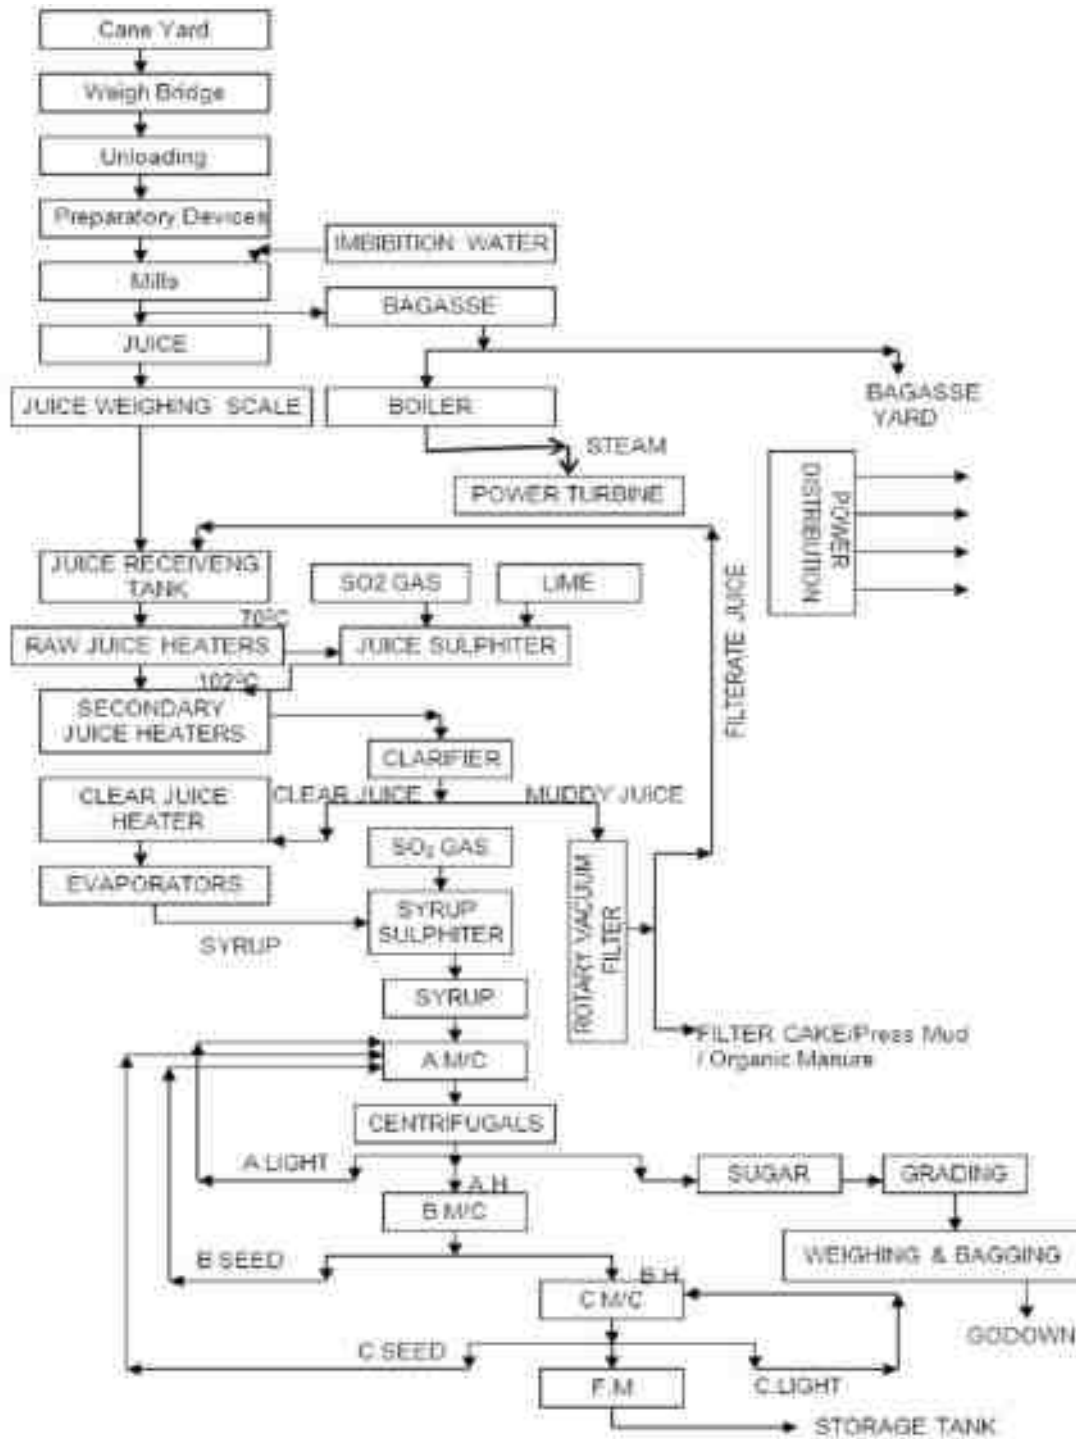 Cane Yard
Weigh Bridge
Unloading
Preparatory Devices
IMBIBITION WATER
Mills
BAGASSE
JUICE
BAGASSE
YARD
JUICE WEIGHING SCALE
BOILER
STEAM
POWER TURBINE
POWER
DISTRIBUTION
JUICE RECEIVENG
TANK
SO2 GAS
LIME
70°C
RAW JUICE HEATERS
JUICE SULPHITER
FILTERATE JUICE
102°C
SECONDARY
JUICE HEATERS
CLARIFIER
CLEAR JUICE
MUDDY JUICE
CLEAR JUICE
HEATER
SO₂ GAS
EVAPORATORS
SYRUP
SULPHITER
ROTARY VACUUM
FILTER
SYRUP
SYRUP
FILTER CAKE/Press Mud
/ Organic Manure
A M/C
CENTRIFUGALS
A LIGHT
SUGAR
GRADING
A.H
B M/C
B SEED
WEIGHING & BAGGING
B.H
C M/C
GODOWN
C SEED
F.M
C.LIGHT
STORAGE TANK